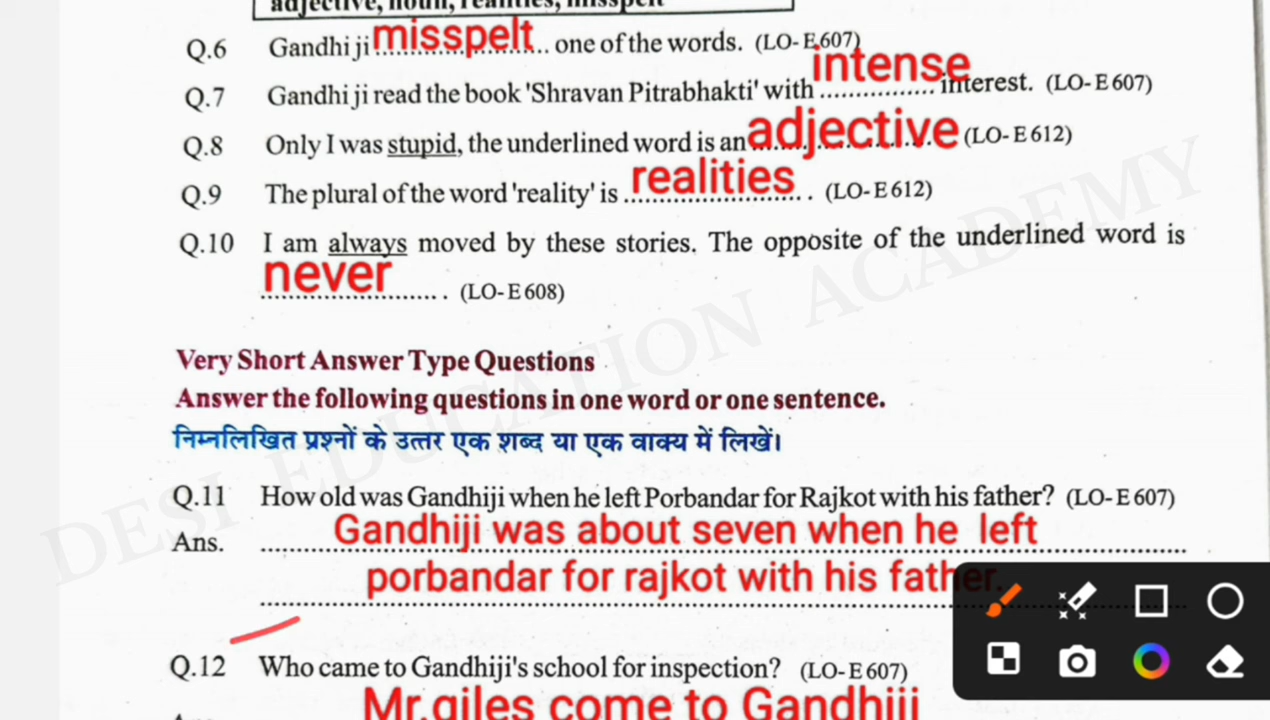 adjective, noun, realities, misspelt
Q.6 Gandhi ji misspelt one of the words. (LO- E 607)
Q.7 Gandhi ji read the book 'Shravan Pitrabhakti' with intense interest. (LO- E 607)
Q.8 Only I was stupid, the underlined word is an adjective (LO- E 612)
Q.9 The plural of the word 'reality' is realities . (LO- E 612)
Q.10 I am always moved by these stories. The opposite of the underlined word is
never . (LO- E 608)
Very Short Answer Type Questions
Answer the following questions in one word or one sentence.
निम्नलिखित प्रश्नों के उत्तर एक शब्द या एक वाक्य में लिखें।
Q.11 How old was Gandhiji when he left Porbandar for Rajkot with his father? (LO- E 607)
Ans. Gandhiji was about seven when he left
porbandar for rajkot with his father.
Q.12 Who came to Gandhiji's school for inspection? (LO- E 607)
Mr.giles come to Gandhiji
DESI EDUCATION ACADEMY